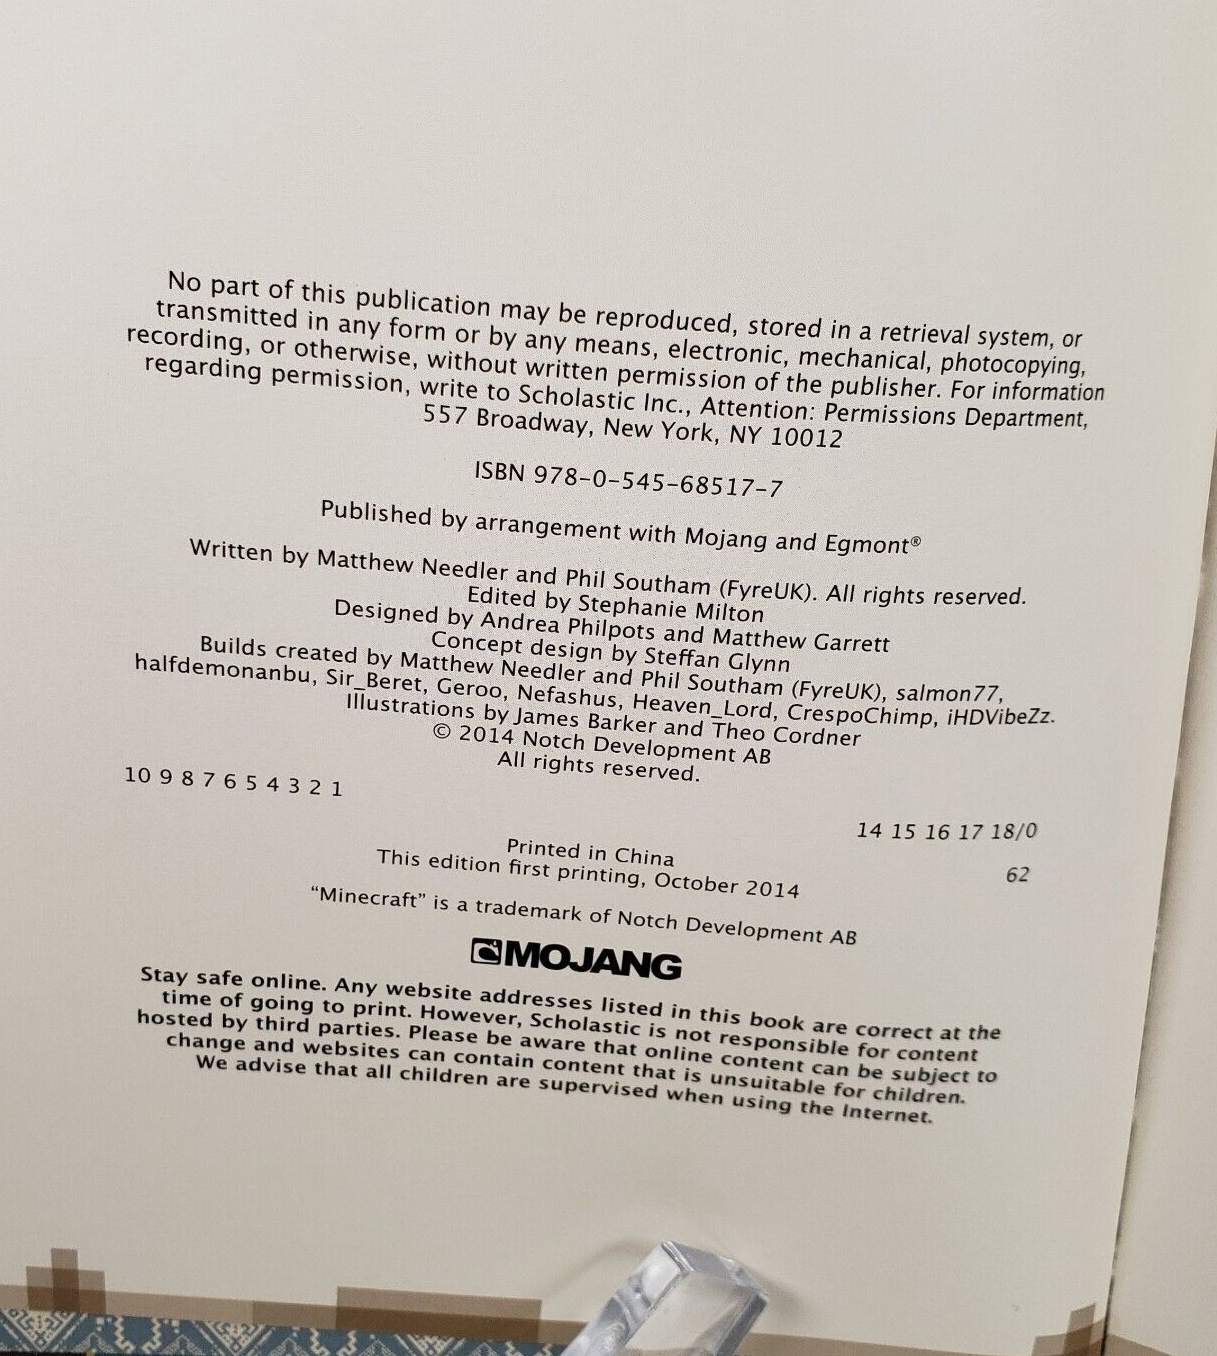 No part of this publication may be reproduced, stored in a retrieval system, or
transmitted in any form or by any means, electronic, mechanical, photocopying,
recording, or otherwise, without written permission of the publisher. For information
regarding permission, write to Scholastic Inc., Attention: Permissions Department,
557 Broadway, New York, NY 10012
ISBN 978-0-545-68517-7
Published by arrangement with Mojang and Egmont®
Written by Matthew Needler and Phil Southam (FyreUK). All rights reserved.
Edited by Stephanie Milton
Designed by Andrea Philpots and Matthew Garrett
Concept design by Steffan Glynn
Builds created by Matthew Needler and Phil Southam (FyreUK), salmon77,
halfdemonanbu, Sir_Beret, Geroo, Nefashus, Heaven_Lord, CrespoChimp, iHDVibeZz.
Illustrations by James Barker and Theo Cordner
© 2014 Notch Development AB
All rights reserved.
10 9 8 7 6 5 4 3 2 1
14 15 16 17 18/0
Printed in China
62
This edition first printing, October 2014
“Minecraft” is a trademark of Notch Development AB
MOJANG
Stay safe online. Any website addresses listed in this book are correct at the
time of going to print. However, Scholastic is not responsible for content
hosted by third parties. Please be aware that online content can be subject to
change and websites can contain content that is unsuitable for children.
We advise that all children are supervised when using the Internet.